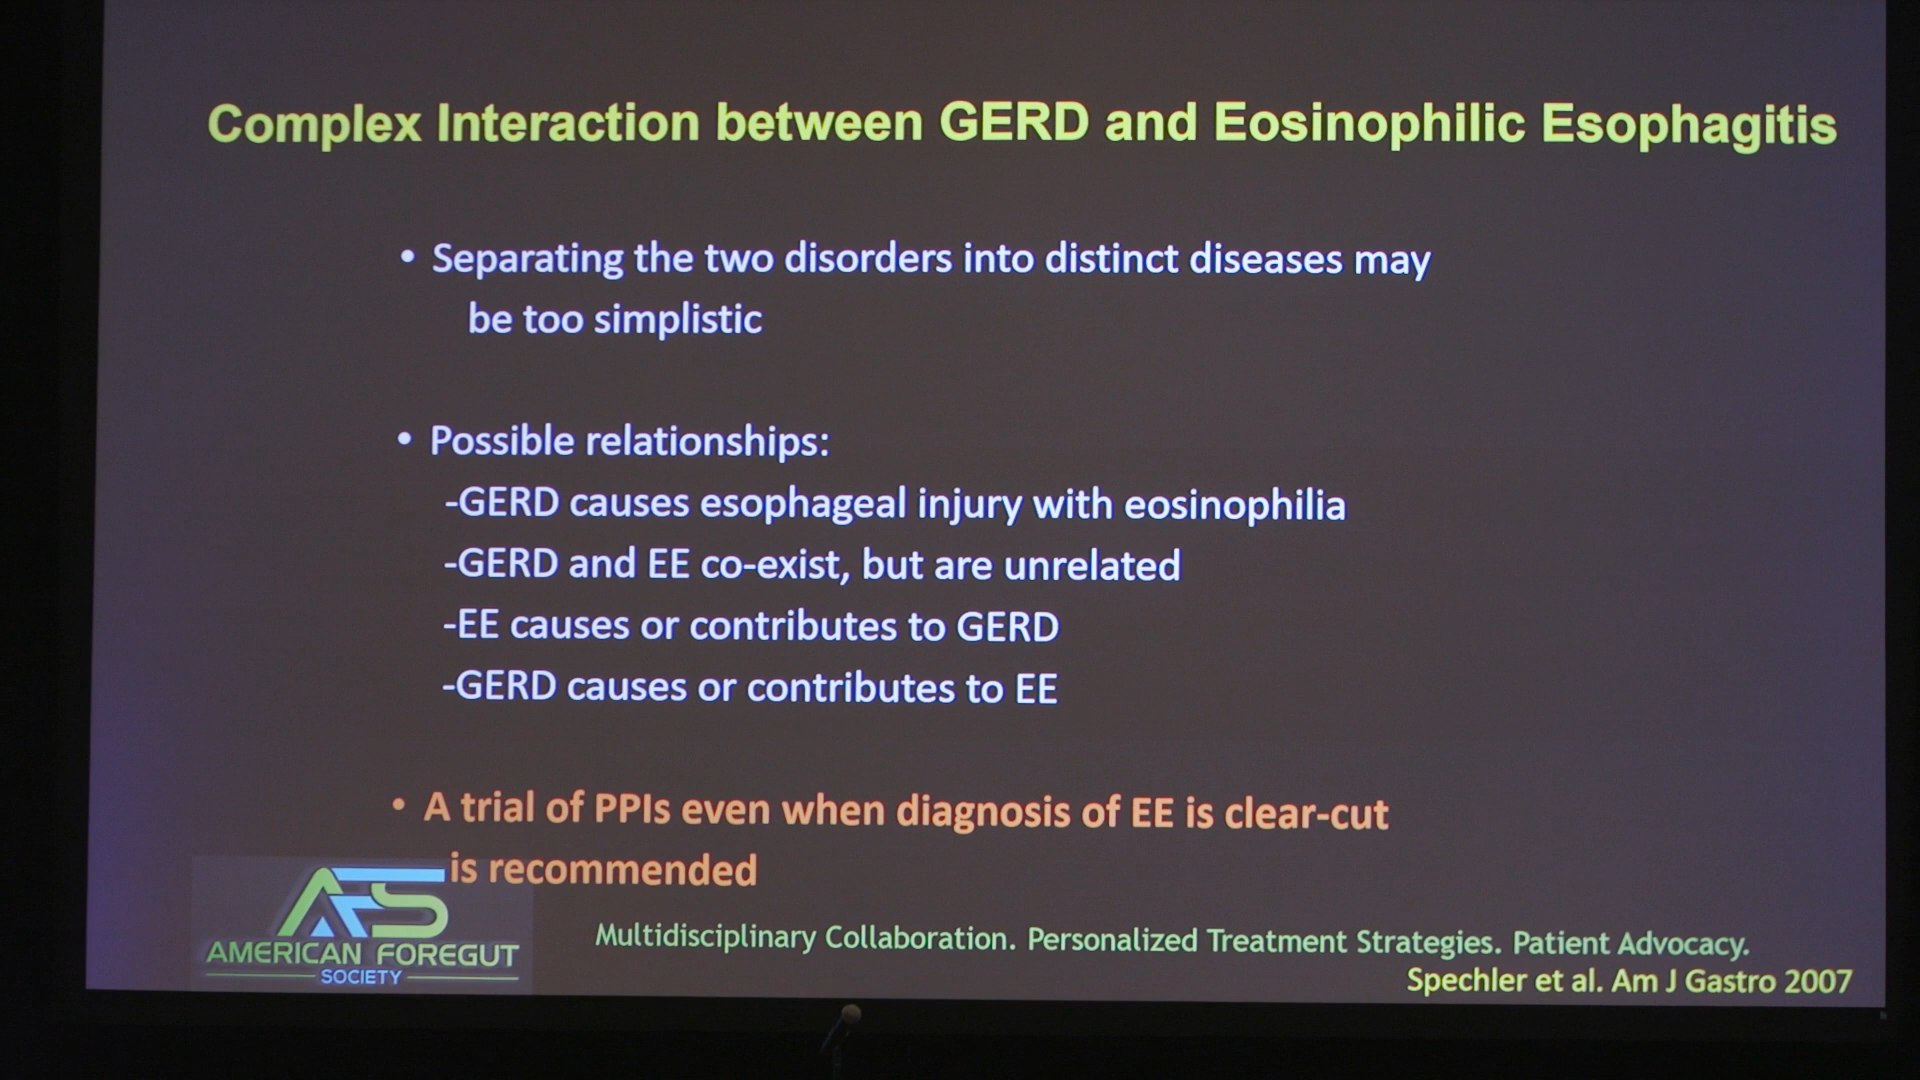 Complex Interaction between GERD and Eosinophilic Esophagitis
• Separating the two disorders into distinct diseases may
be too simplistic
• Possible relationships:
-GERD causes esophageal injury with eosinophilia
-GERD and EE co-exist, but are unrelated
-EE causes or contributes to GERD
-GERD causes or contributes to EE
• A trial of PPIs even when diagnosis of EE is clear-cut
is recommended
AFS
AMERICAN FOREGUT
SOCIETY
Multidisciplinary Collaboration. Personalized Treatment Strategies. Patient Advocacy.
Spechler et al. Am J Gastro 2007